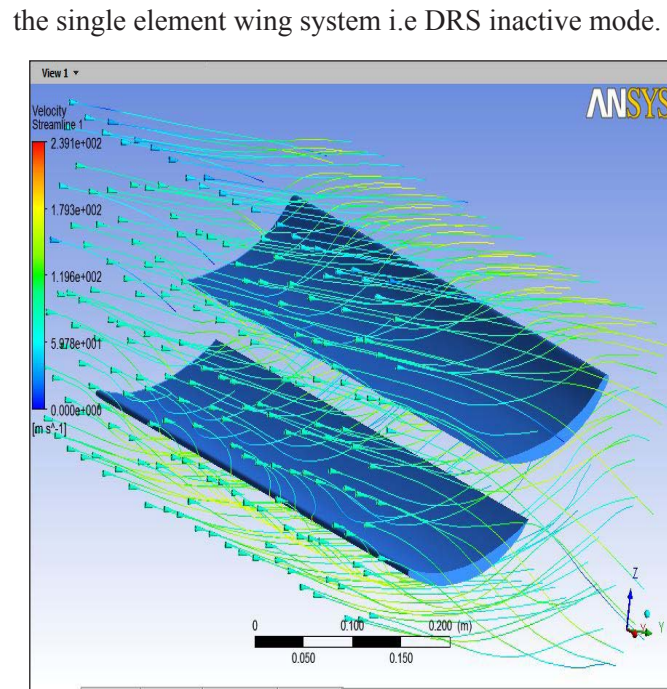 the single element wing system i.e DRS inactive mode.
View 1
ANSYS
Velocity
Streamline 1
2.391e+002
1.793e+002
1.196e+002
5.978e+001
0.000e+000
[m s^-1]
Z
Y
X
0 0.100 0.200 (m)
0.050 0.150